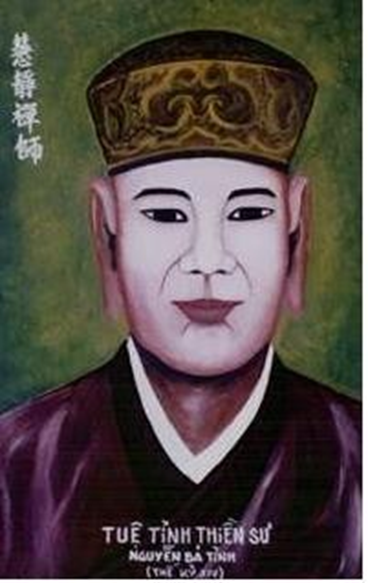 慧靜禪師
TUỆ TĨNH THIỀN SƯ
NGUYỄN BÁ TĨNH
(THẾ KỶ XIV)